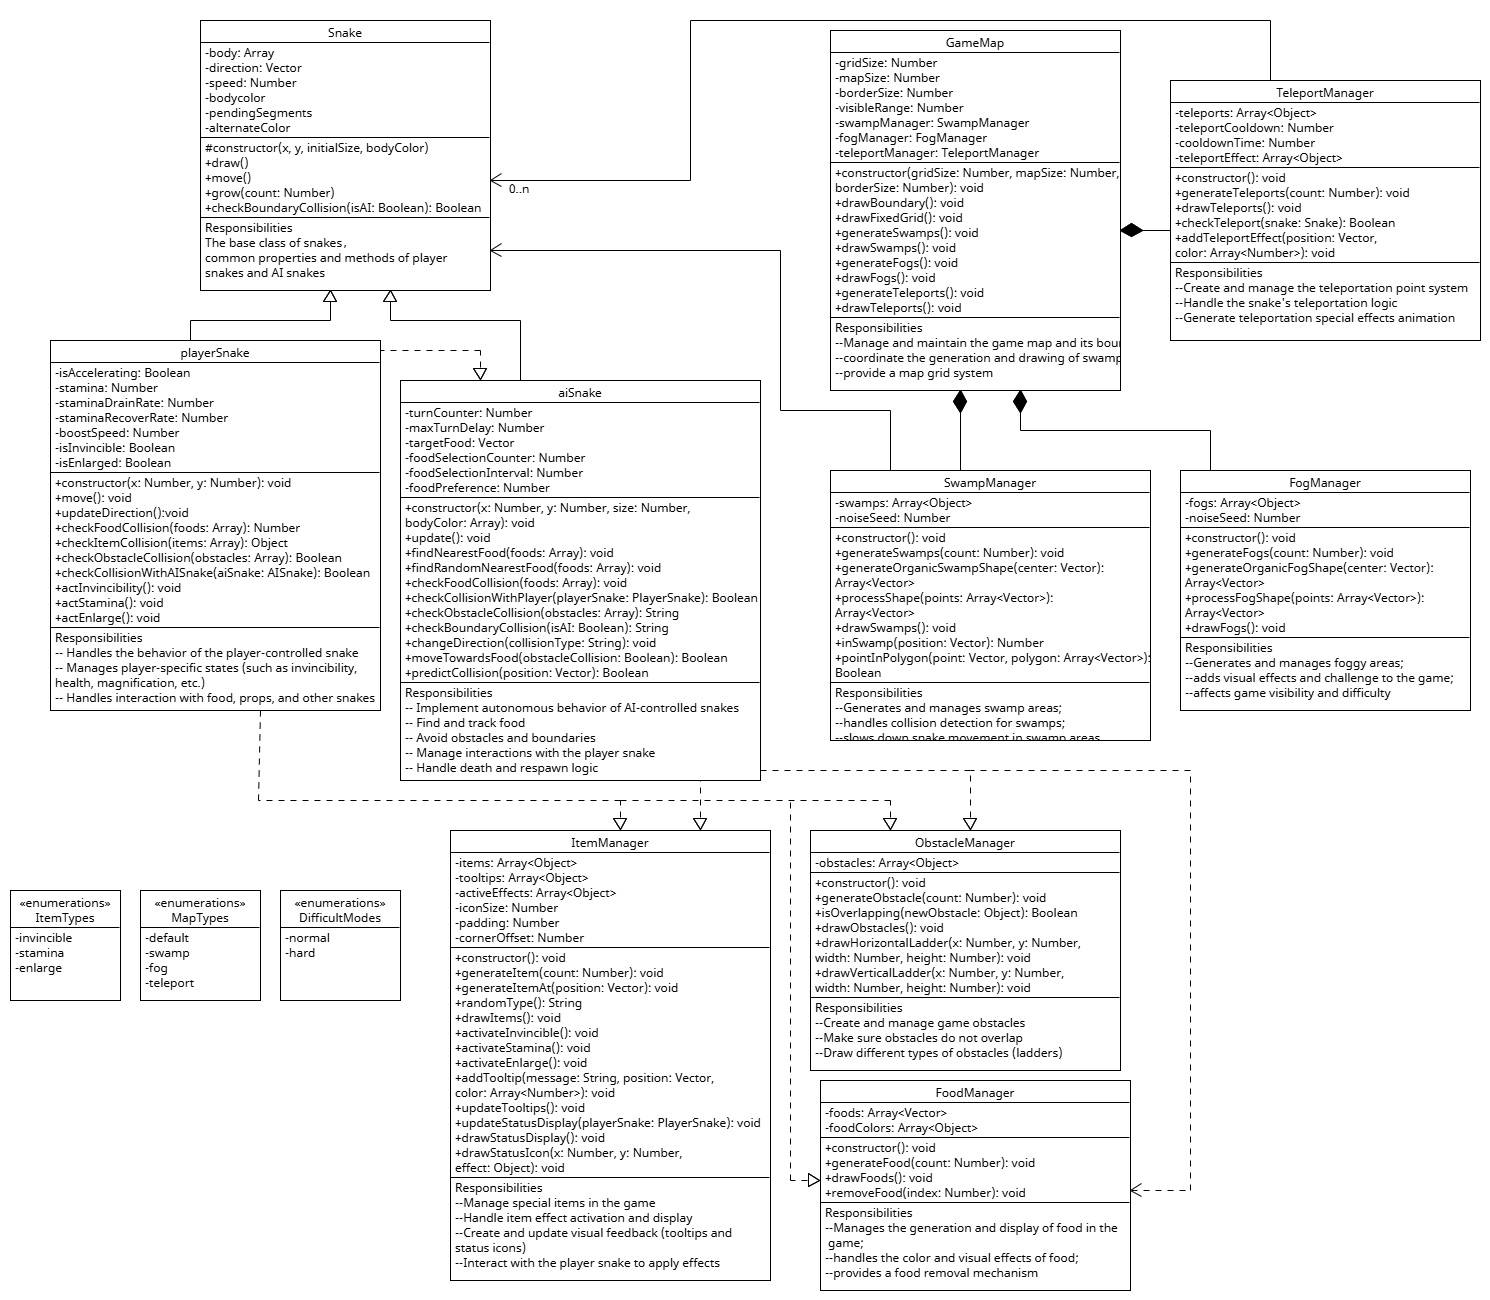 Snake
-body: Array
-direction: Vector
-speed: Number
-bodycolor
-pendingSegments
-alternateColor
#constructor(x, y, initialSize, bodyColor)
+draw()
+move()
+grow(count: Number)
+checkBoundaryCollision(isAI: Boolean): Boolean
Responsibilities
The base class of snakes,
common properties and methods of player
snakes and AI snakes
0..n
GameMap
-gridSize: Number
-mapSize: Number
-borderSize: Number
-visibleRange: Number
-swampManager: SwampManager
-fogManager: FogManager
-teleportManager: TeleportManager
+constructor(gridSize: Number, mapSize: Number,
borderSize: Number): void
+drawBoundary(): void
+drawFixedGrid(): void
+generateSwamps(): void
+drawSwamps(): void
+generateFogs(): void
+drawFogs(): void
+generateTeleports(): void
+drawTeleports(): void
Responsibilities
--Manage and maintain the game map and its
--coordinate the generation and drawing of swamp
--provide a map grid system
TeleportManager
-teleports: Array<Object>
-teleportCooldown: Number
-cooldownTime: Number
-teleportEffect: Array<Object>
+constructor(): void
+generateTeleports(count: Number): void
+drawTeleports(): void
+checkTeleport(snake: Snake): Boolean
+addTeleportEffect(position: Vector,
color: Array<Number>): void
Responsibilities
--Create and manage the teleportation point system
--Handle the snake's teleportation logic
--Generate teleportation special effects animation
playerSnake
-isAccelerating: Boolean
-stamina: Number
-staminaDrainRate: Number
-staminaRecoverRate: Number
-boostSpeed: Number
-isInvincible: Boolean
-isEnlarged: Boolean
+constructor(x: Number, y: Number): void
+move(): void
+updateDirection():void
+checkFoodCollision(foods: Array): Number
+checkItemCollision(items: Array): Object
+checkObstacleCollision(obstacles: Array): Boolean
+checkCollisionWithAISnake(aiSnake: AISnake): Boolean
+actInvincibility(): void
+actStamina(): void
+actEnlarge(): void
Responsibilities
-- Handles the behavior of the player-controlled snake
-- Manages player-specific states (such as invincibility,
health, magnification, etc.)
-- Handles interaction with food, props, and other snakes
aiSnake
-turnCounter: Number
-maxTurnDelay: Number
-targetFood: Vector
-foodSelectionCounter: Number
-foodSelectionInterval: Number
-foodPreference: Number
+constructor(x: Number, y: Number, size: Number,
bodyColor: Array): void
+update(): void
+findNearestFood(foods: Array): void
+findRandomNearestFood(foods: Array): void
+checkFoodCollision(foods: Array): void
+checkCollisionWithPlayer(playerSnake: PlayerSnake): Boolean
+checkObstacleCollision(obstacles: Array): String
+checkBoundaryCollision(isAI: Boolean): String
+changeDirection(collisionType: String): void
+moveTowardsFood(obstacleCollision: Boolean): Boolean
+predictCollision(position: Vector): Boolean
Responsibilities
-- Implement autonomous behavior of AI-controlled snakes
-- Find and track food
-- Avoid obstacles and boundaries
-- Manage interactions with the player snake
-- Handle death and respawn logic
SwampManager
-swamps: Array<Object>
-noiseSeed: Number
+constructor(): void
+generateSwamps(count: Number): void
+generateOrganicSwampShape(center: Vector):
Array<Vector>
+processShape(points: Array<Vector>):
Array<Vector>
+drawSwamps(): void
+inSwamp(position: Vector): Number
+pointInPolygon(point: Vector, polygon: Array<Vector>):
Boolean
Responsibilities
--Generates and manages swamp areas;
--handles collision detection for swamps;
--slows down snake movement in swamp areas
FogManager
-fogs: Array<Object>
-noiseSeed: Number
+constructor(): void
+generateFogs(count: Number): void
+generateOrganicFogShape(center: Vector):
Array<Vector>
+processFogShape(points: Array<Vector>):
Array<Vector>
+drawFogs(): void
Responsibilities
--Generates and manages foggy areas;
--adds visual effects and challenge to the game;
--affects game visibility and difficulty
«enumerations»
ItemTypes
-invincible
-stamina
-enlarge
«enumerations»
MapTypes
-default
-swamp
-fog
-teleport
«enumerations»
DifficultModes
-normal
-hard
ItemManager
-items: Array<Object>
-tooltips: Array<Object>
-activeEffects: Array<Object>
-iconSize: Number
-padding: Number
-cornerOffset: Number
+constructor(): void
+generateItem(count: Number): void
+generateItemAt(position: Vector): void
+randomType(): String
+drawItems(): void
+activateInvincible(): void
+activateStamina(): void
+activateEnlarge(): void
+addTooltip(message: String, position: Vector,
color: Array<Number>): void
+updateTooltips(): void
+updateStatusDisplay(playerSnake: PlayerSnake): void
+drawStatusDisplay(): void
+drawStatusIcon(x: Number, y: Number,
effect: Object): void
Responsibilities
--Manage special items in the game
--Handle item effect activation and display
--Create and update visual feedback (tooltips and
status icons)
--Interact with the player snake to apply effects
ObstacleManager
-obstacles: Array<Object>
+constructor(): void
+generateObstacle(count: Number): void
+isOverlapping(newObstacle: Object): Boolean
+drawObstacles(): void
+drawHorizontalLadder(x: Number, y: Number,
width: Number, height: Number): void
+drawVerticalLadder(x: Number, y: Number,
width: Number, height: Number): void
Responsibilities
--Create and manage game obstacles
--Make sure obstacles do not overlap
--Draw different types of obstacles (ladders)
FoodManager
-foods: Array<Vector>
-foodColors: Array<Object>
+constructor(): void
+generateFood(count: Number): void
+drawFoods(): void
+removeFood(index: Number): void
Responsibilities
--Manages the generation and display of food in the
game;
--handles the color and visual effects of food;
--provides a food removal mechanism